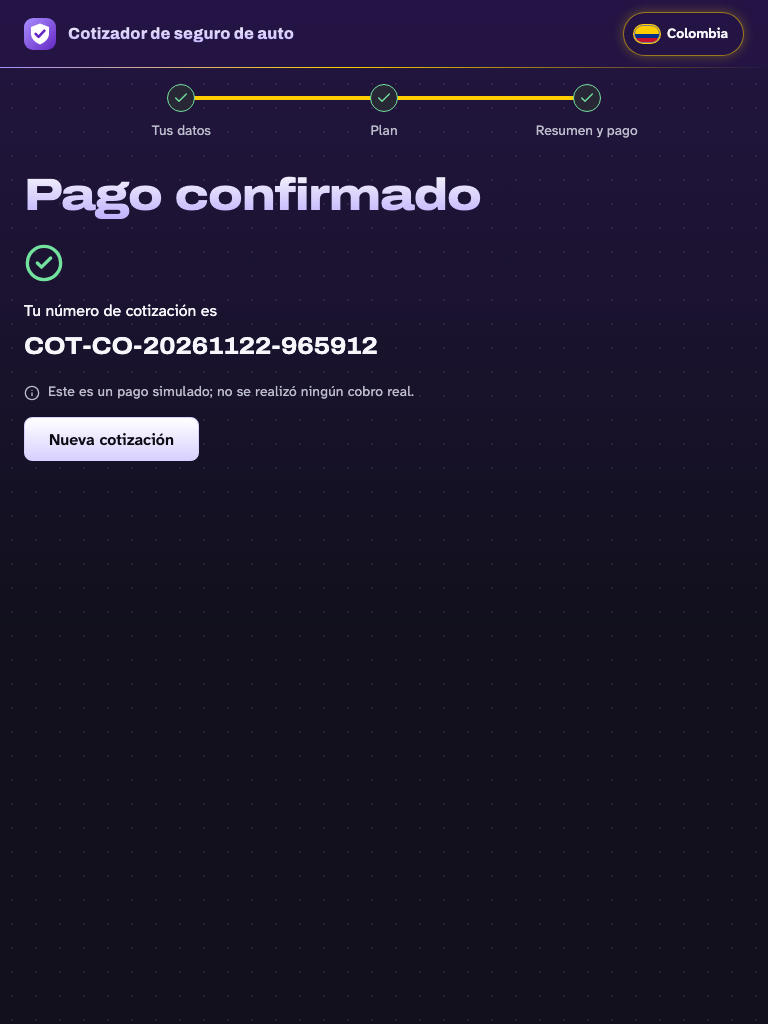 Cotizador de seguro de auto
Colombia
Tus datos
Plan
Resumen y pago
Pago confirmado
Tu número de cotización es
COT-CO-20261122-965912
Este es un pago simulado; no se realizó ningún cobro real.
Nueva cotización